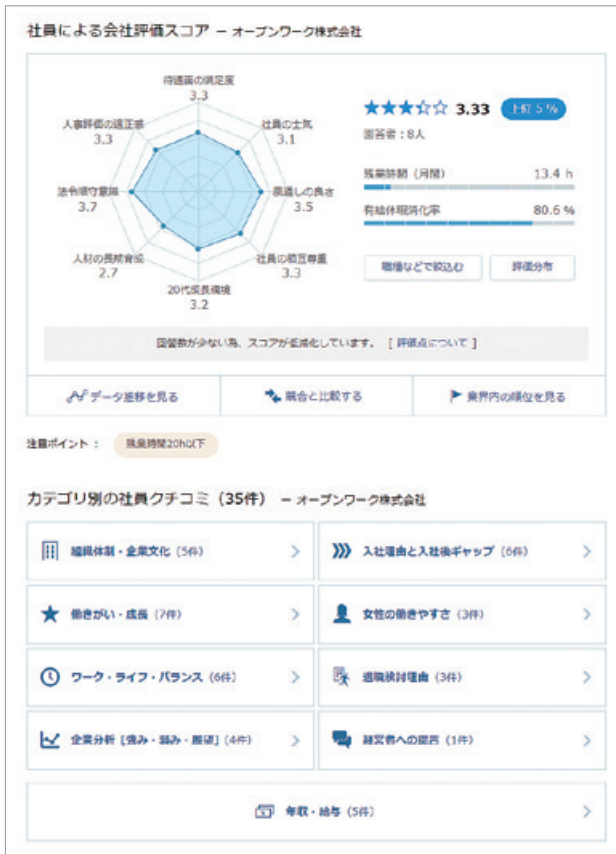 社員による会社評価スコア － オープンワーク株式会社
待遇面の満足度
3.3
社員の士気
3.1
風通しの良さ
3.5
社員の相互尊重
3.3
20代成長環境
3.2
人材の長期育成
2.7
法令順守意識
3.7
人事評価の適正感
3.3
3.33
上位 5 %
回答者：8人
残業時間（月間） 13.4 h
有給休暇消化率 80.6 %
職種などで絞込む 評価分布
回答数が少ない為、スコアが低減化しています。 [ 評価点について ]
データ推移を見る 競合と比較する 業界内の順位を見る
注目ポイント： 残業時間20h以下
カテゴリ別の社員クチコミ（35件） － オープンワーク株式会社
組織体制・企業文化 (5件) 入社理由と入社後ギャップ (6件)
働きがい・成長 (7件) 女性の働きやすさ (3件)
ワーク・ライフ・バランス (6件) 退職検討理由 (3件)
企業分析 [強み・弱み・展望] (4件) 経営者への提言 (1件)
年収・給与 (5件)